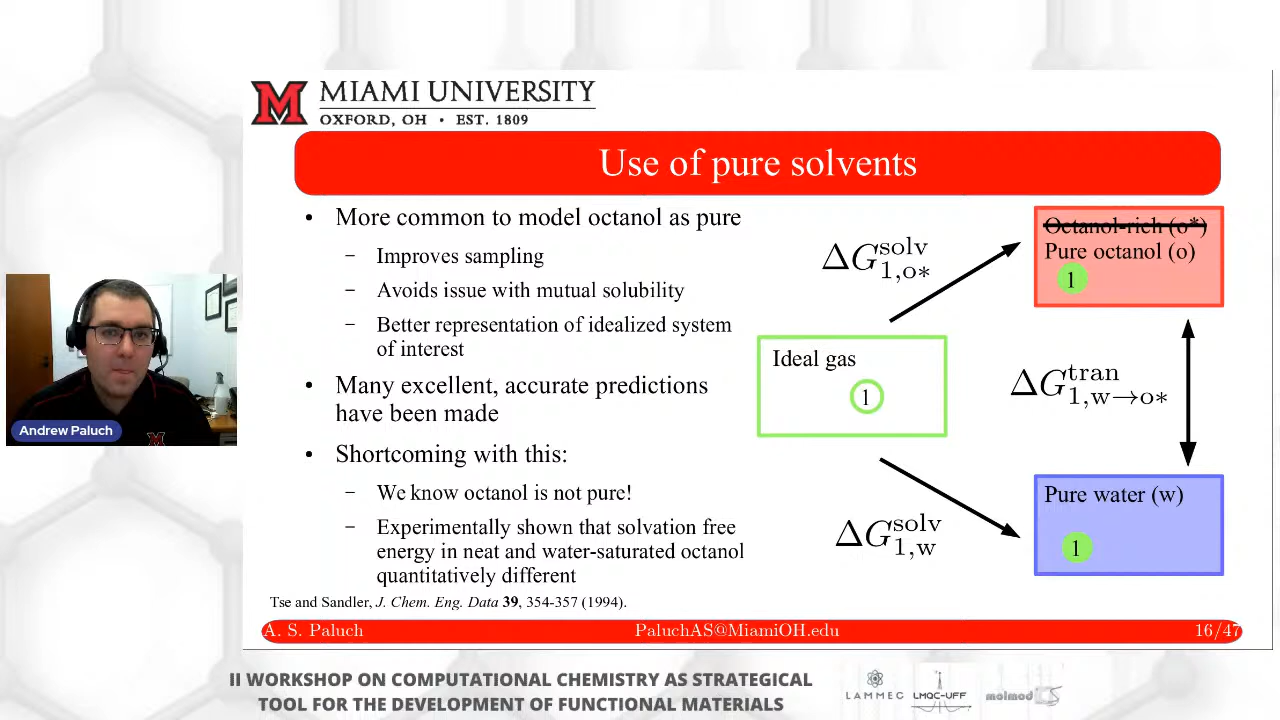 MIAMI UNIVERSITY
OXFORD, OH • EST. 1809
Use of pure solvents
• More common to model octanol as pure
– Improves sampling
– Avoids issue with mutual solubility
– Better representation of idealized system
of interest
• Many excellent, accurate predictions
have been made
• Shortcoming with this:
– We know octanol is not pure!
– Experimentally shown that solvation free
energy in neat and water-saturated octanol
quantitatively different
Tse and Sandler, J. Chem. Eng. Data 39, 354-357 (1994).
ΔG^solv_1,o*
Octanol-rich (o*)
Pure octanol (o)
1
Ideal gas
1
ΔG^tran_1,w→o*
ΔG^solv_1,w
Pure water (w)
1
A. S. Paluch
PaluchAS@MiamiOH.edu
16/47
Andrew Paluch
II WORKSHOP ON COMPUTATIONAL CHEMISTRY AS STRATEGICAL
TOOL FOR THE DEVELOPMENT OF FUNCTIONAL MATERIALS
LAMMEC
LMQC-UFF
molmodCS